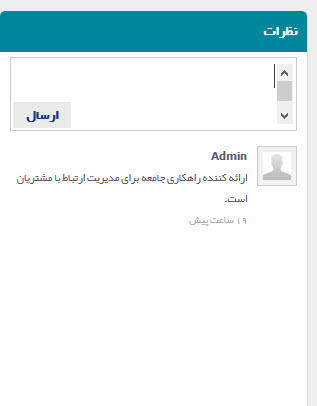 نظرات
ارسال
Admin
ارائه کننده راهکاری جامعه برای مدیریت ارتباط با مشتریان
است.
۱۹ ساعت پیش